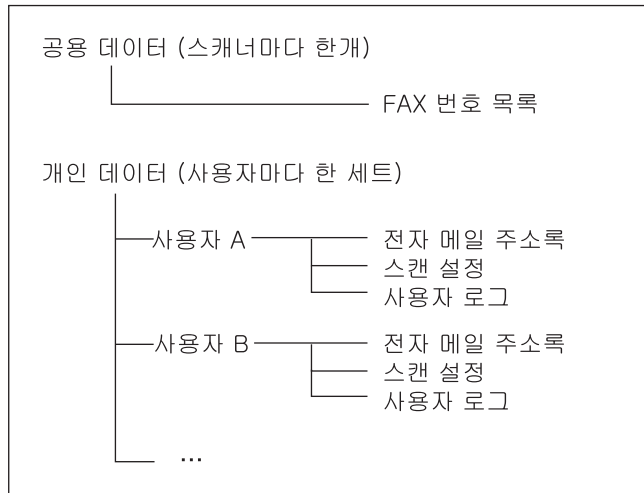 공용 데이터 (스캐너마다 한개)
FAX 번호 목록
개인 데이터 (사용자마다 한 세트)
사용자 A 전자 메일 주소록
스캔 설정
사용자 로그
사용자 B 전자 메일 주소록
스캔 설정
사용자 로그
...